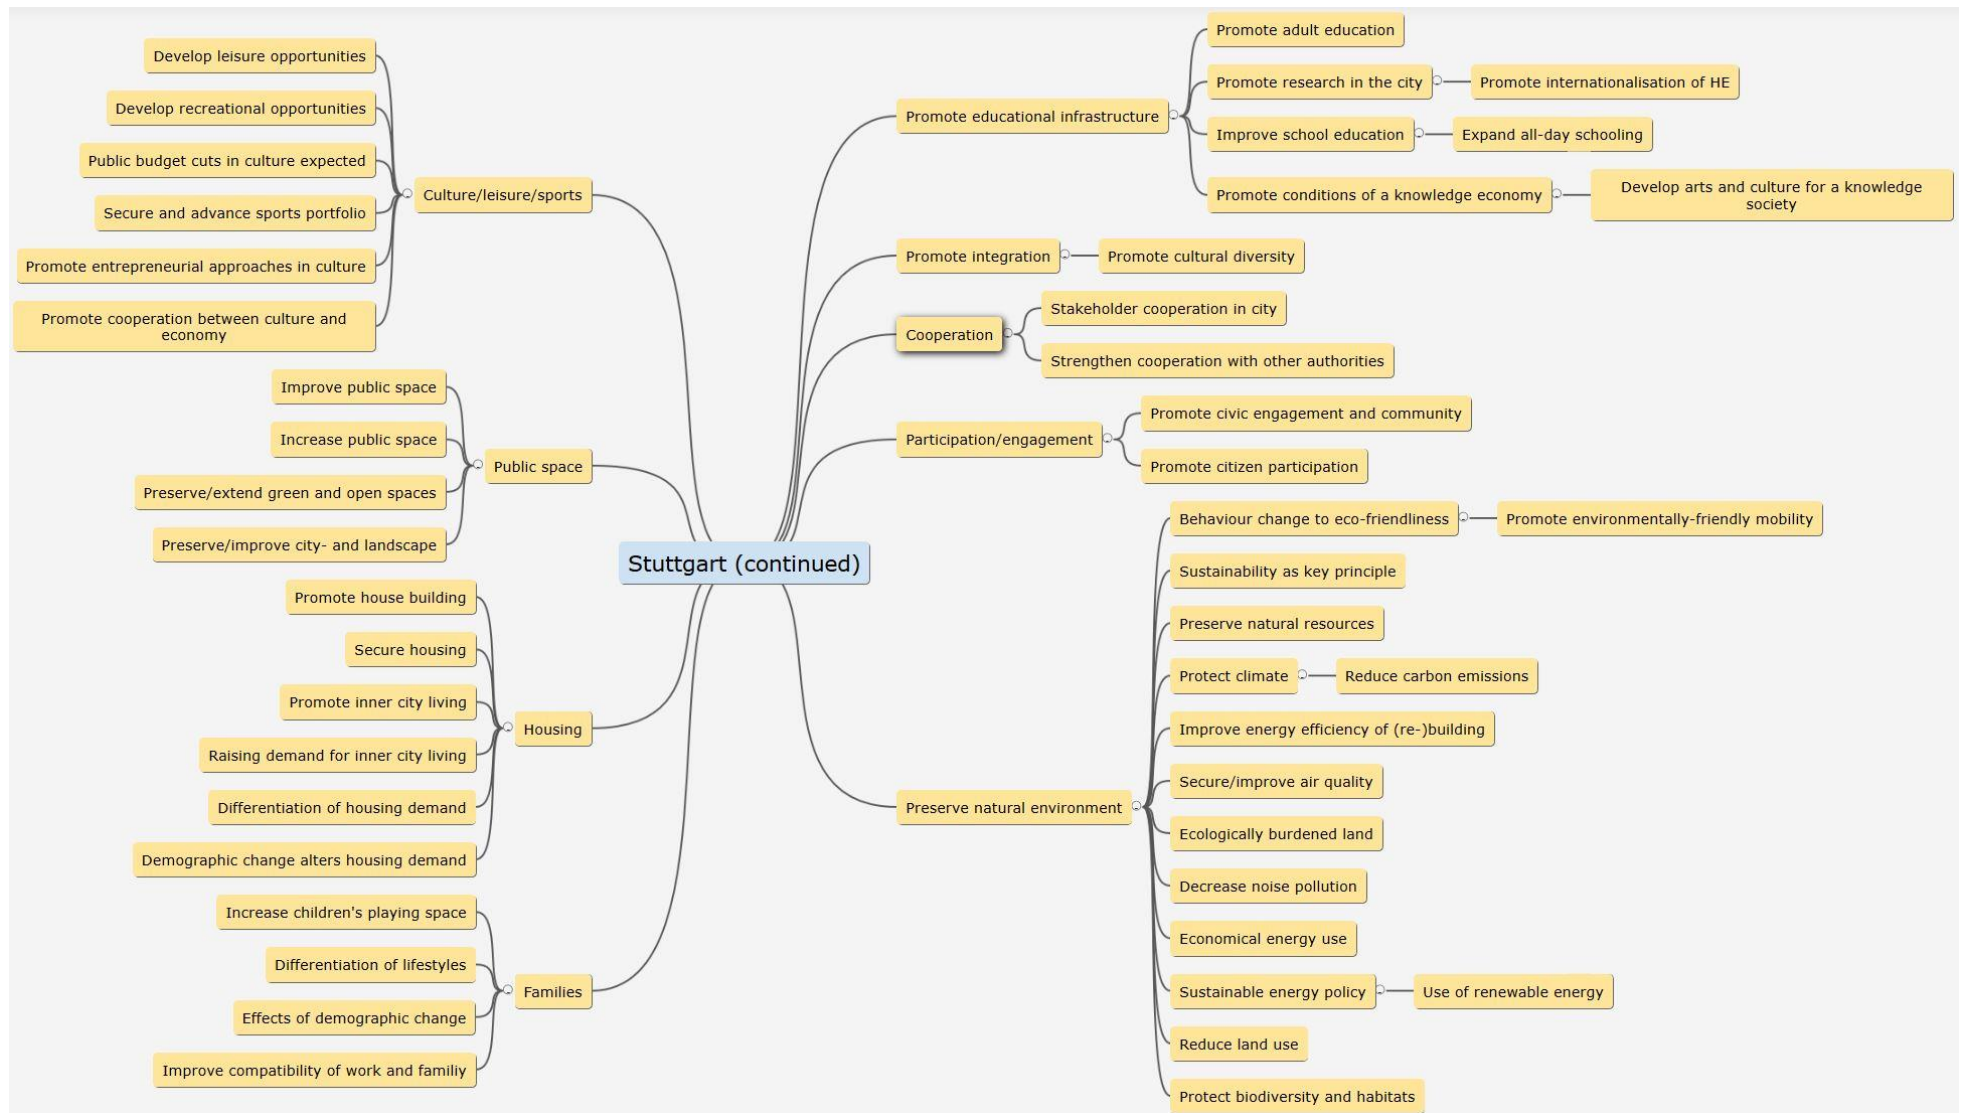 Develop leisure opportunities
Develop recreational opportunities
Public budget cuts in culture expected
Secure and advance sports portfolio
Promote entrepreneurial approaches in culture
Promote cooperation between culture and
economy
Culture/leisure/sports
Improve public space
Increase public space
Preserve/extend green and open spaces
Preserve/improve city- and landscape
Public space
Promote house building
Secure housing
Promote inner city living
Raising demand for inner city living
Differentiation of housing demand
Demographic change alters housing demand
Housing
Increase children's playing space
Differentiation of lifestyles
Effects of demographic change
Improve compatibility of work and familiy
Families
Stuttgart (continued)
Promote educational infrastructure
Promote adult education
Promote research in the city
Promote internationalisation of HE
Improve school education
Expand all-day schooling
Promote conditions of a knowledge economy
Develop arts and culture for a knowledge
society
Promote integration
Promote cultural diversity
Cooperation
Stakeholder cooperation in city
Strengthen cooperation with other authorities
Participation/engagement
Promote civic engagement and community
Promote citizen participation
Preserve natural environment
Behaviour change to eco-friendliness
Promote environmentally-friendly mobility
Sustainability as key principle
Preserve natural resources
Protect climate
Reduce carbon emissions
Improve energy efficiency of (re-)building
Secure/improve air quality
Ecologically burdened land
Decrease noise pollution
Economical energy use
Sustainable energy policy
Use of renewable energy
Reduce land use
Protect biodiversity and habitats